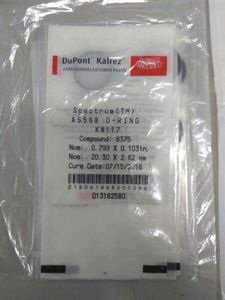 DuPont Kalrez
PERFLUOROELASTOMER PARTS
Spectrum(TM)
AS568 O-RING
K#117
Compound: 6375
Nom: 0.799 X 0.103in.
Nom: 20.30 X 2.62 mm
Cure Date: 07/15/2016
D13182580